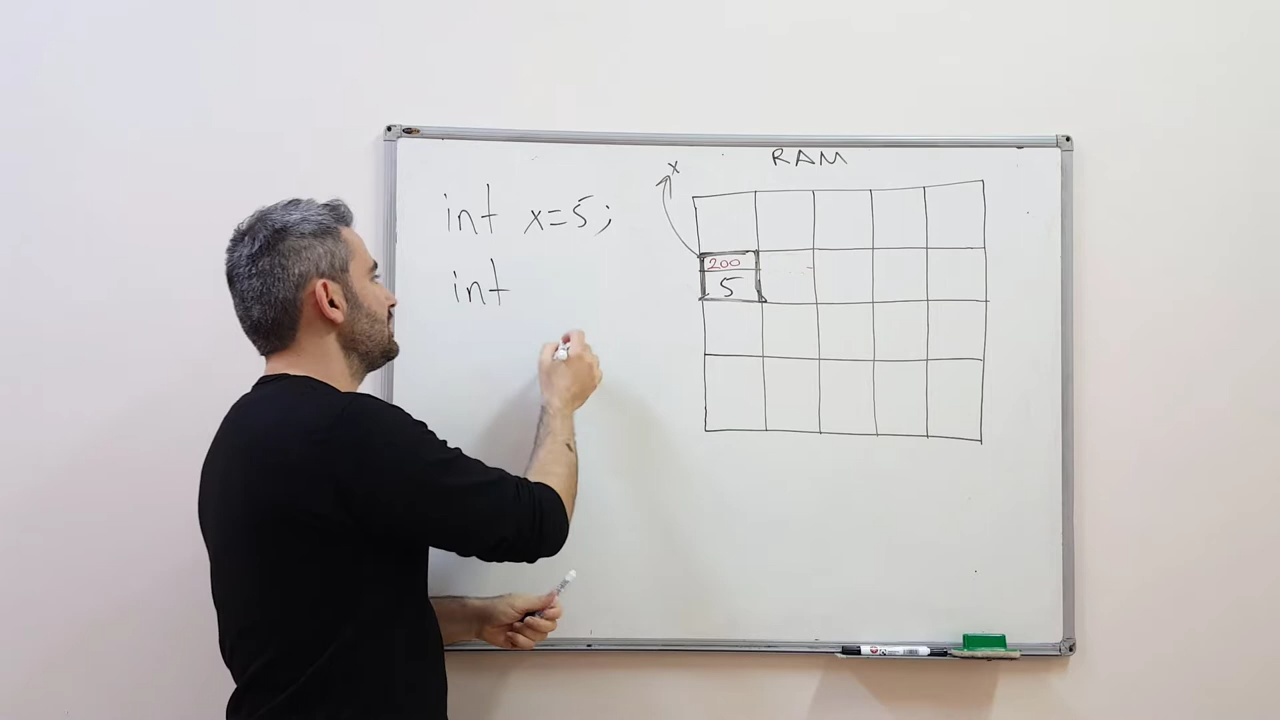 RAM
x
int x=5;
int
200
5